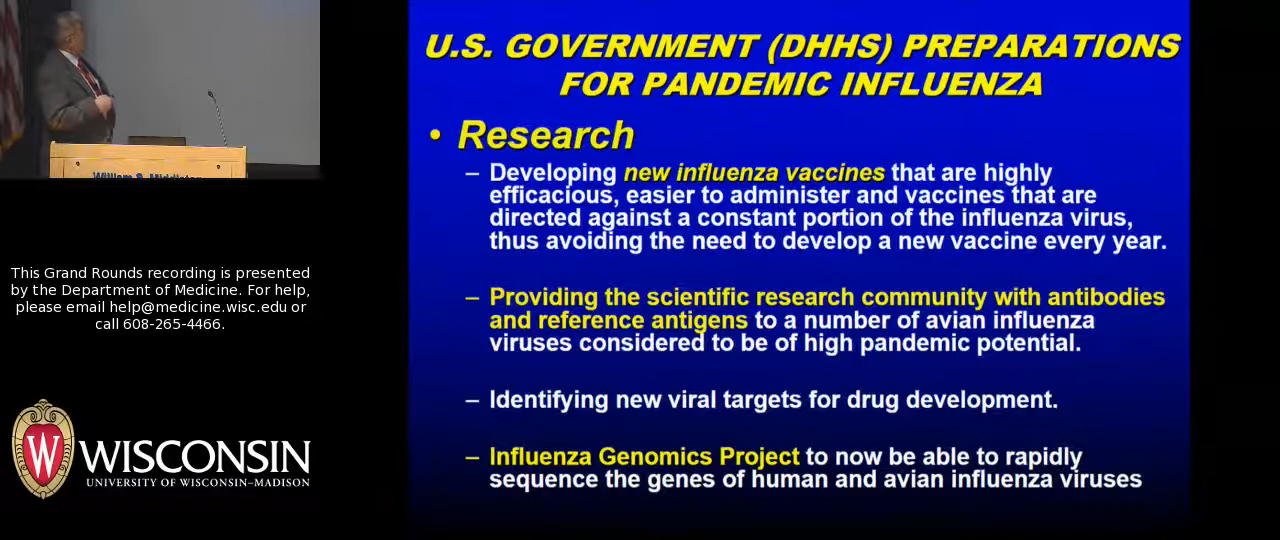 U.S. GOVERNMENT (DHHS) PREPARATIONS
FOR PANDEMIC INFLUENZA
• Research
– Developing new influenza vaccines that are highly
efficacious, easier to administer and vaccines that are
directed against a constant portion of the influenza virus,
thus avoiding the need to develop a new vaccine every year.
– Providing the scientific research community with antibodies
and reference antigens to a number of avian influenza
viruses considered to be of high pandemic potential.
– Identifying new viral targets for drug development.
– Influenza Genomics Project to now be able to rapidly
sequence the genes of human and avian influenza viruses
William S. Middleton
This Grand Rounds recording is presented
by the Department of Medicine. For help,
please email help@medicine.wisc.edu or
call 608-265-4466.
W
WISCONSIN
UNIVERSITY OF WISCONSIN–MADISON